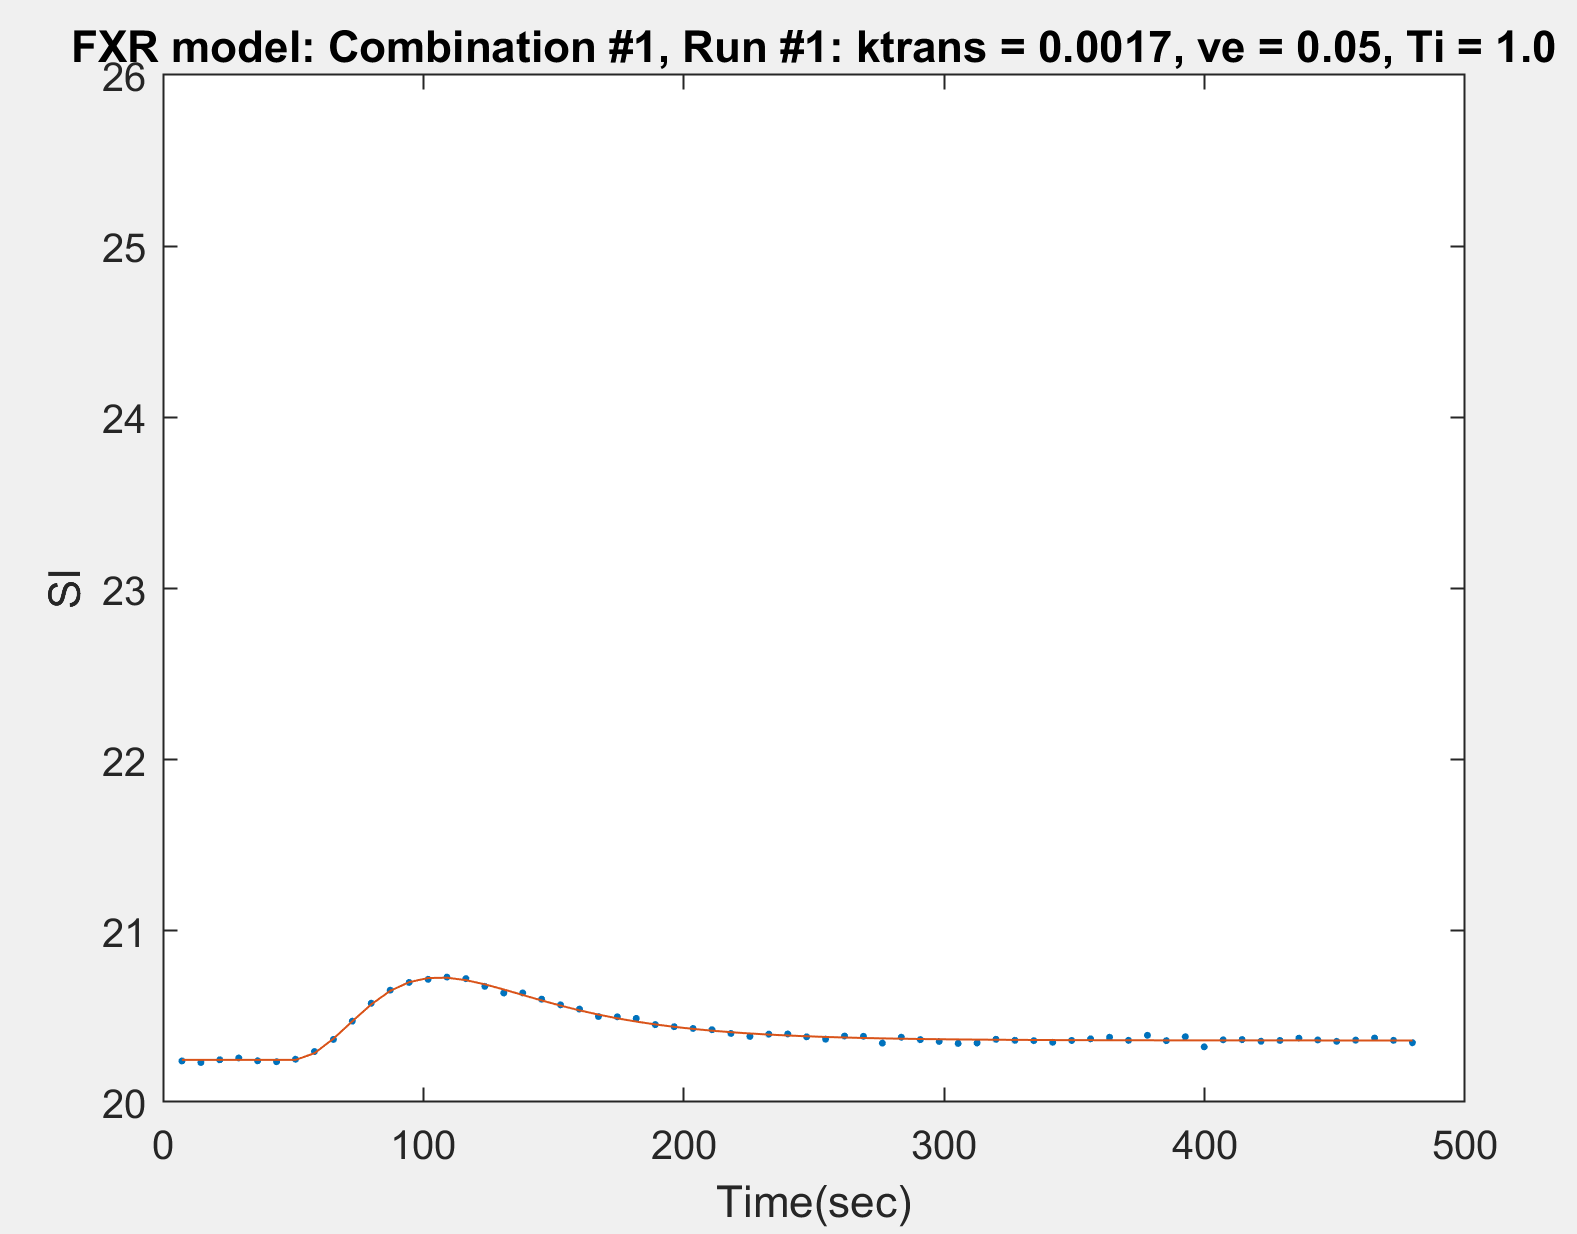 FXR model: Combination #1, Run #1: ktrans = 0.0017, ve = 0.05, Ti = 1.0
26
25
24
23
22
21
20
SI
0 100 200 300 400 500
Time(sec)